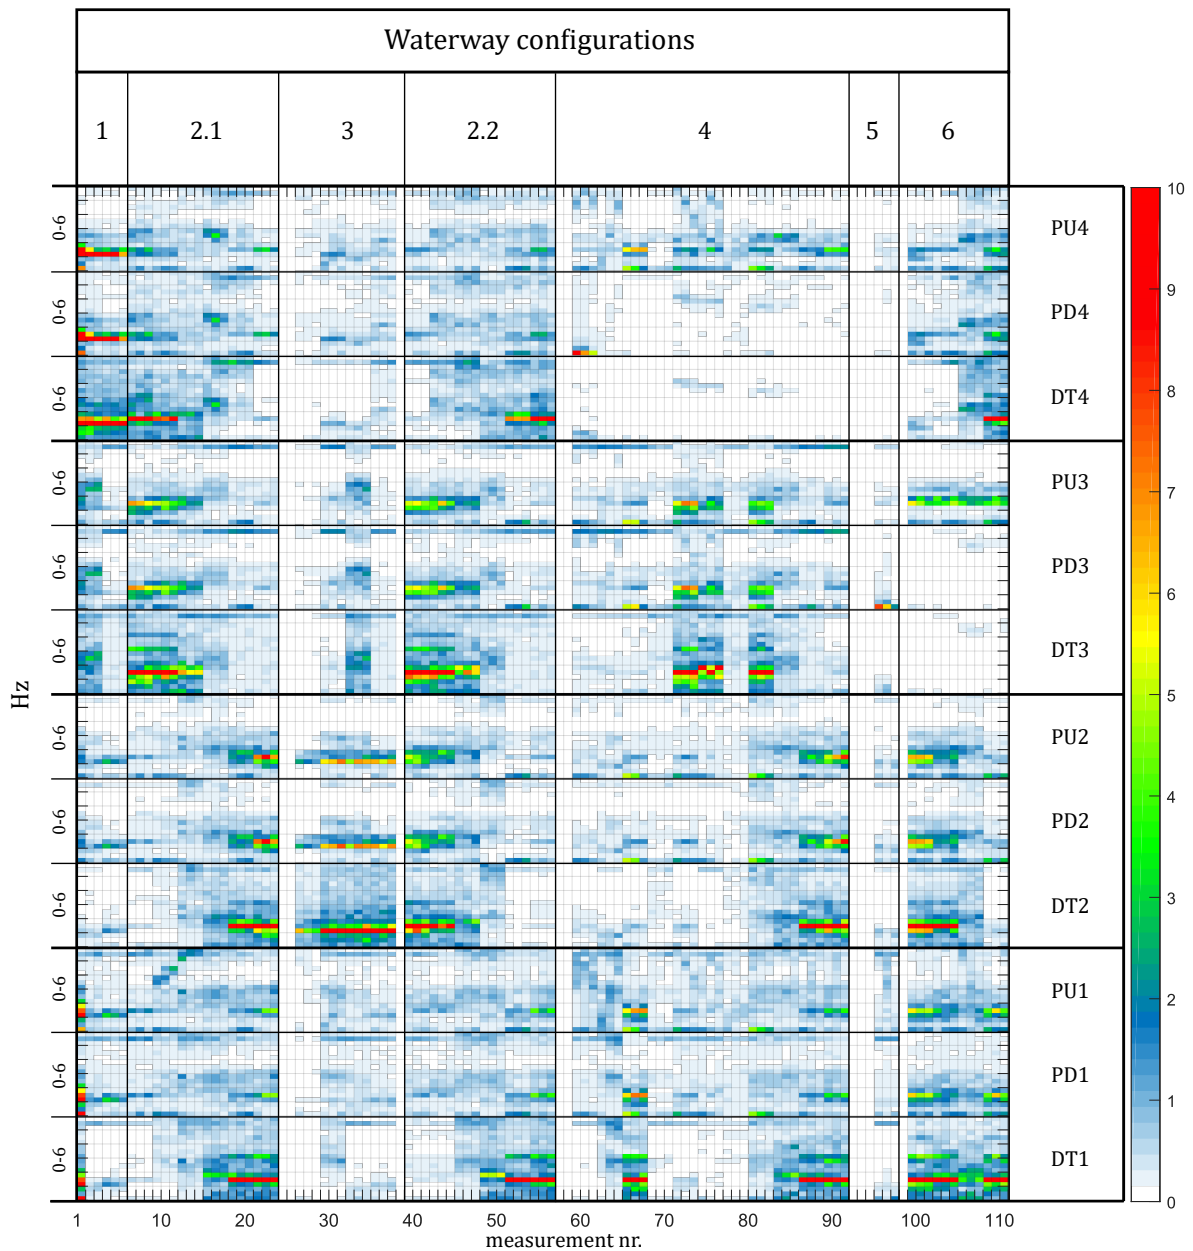 Waterway configurations
1 2.1 3 2.2 4 5 6
0-6 PU4
0-6 PD4
0-6 DT4
0-6 PU3
0-6 PD3
0-6 DT3
Hz
0-6 PU2
0-6 PD2
0-6 DT2
0-6 PU1
0-6 PD1
0-6 DT1
1 10 20 30 40 50 60 70 80 90 100 110
measurement nr.
10
9
8
7
6
5
4
3
2
1
0